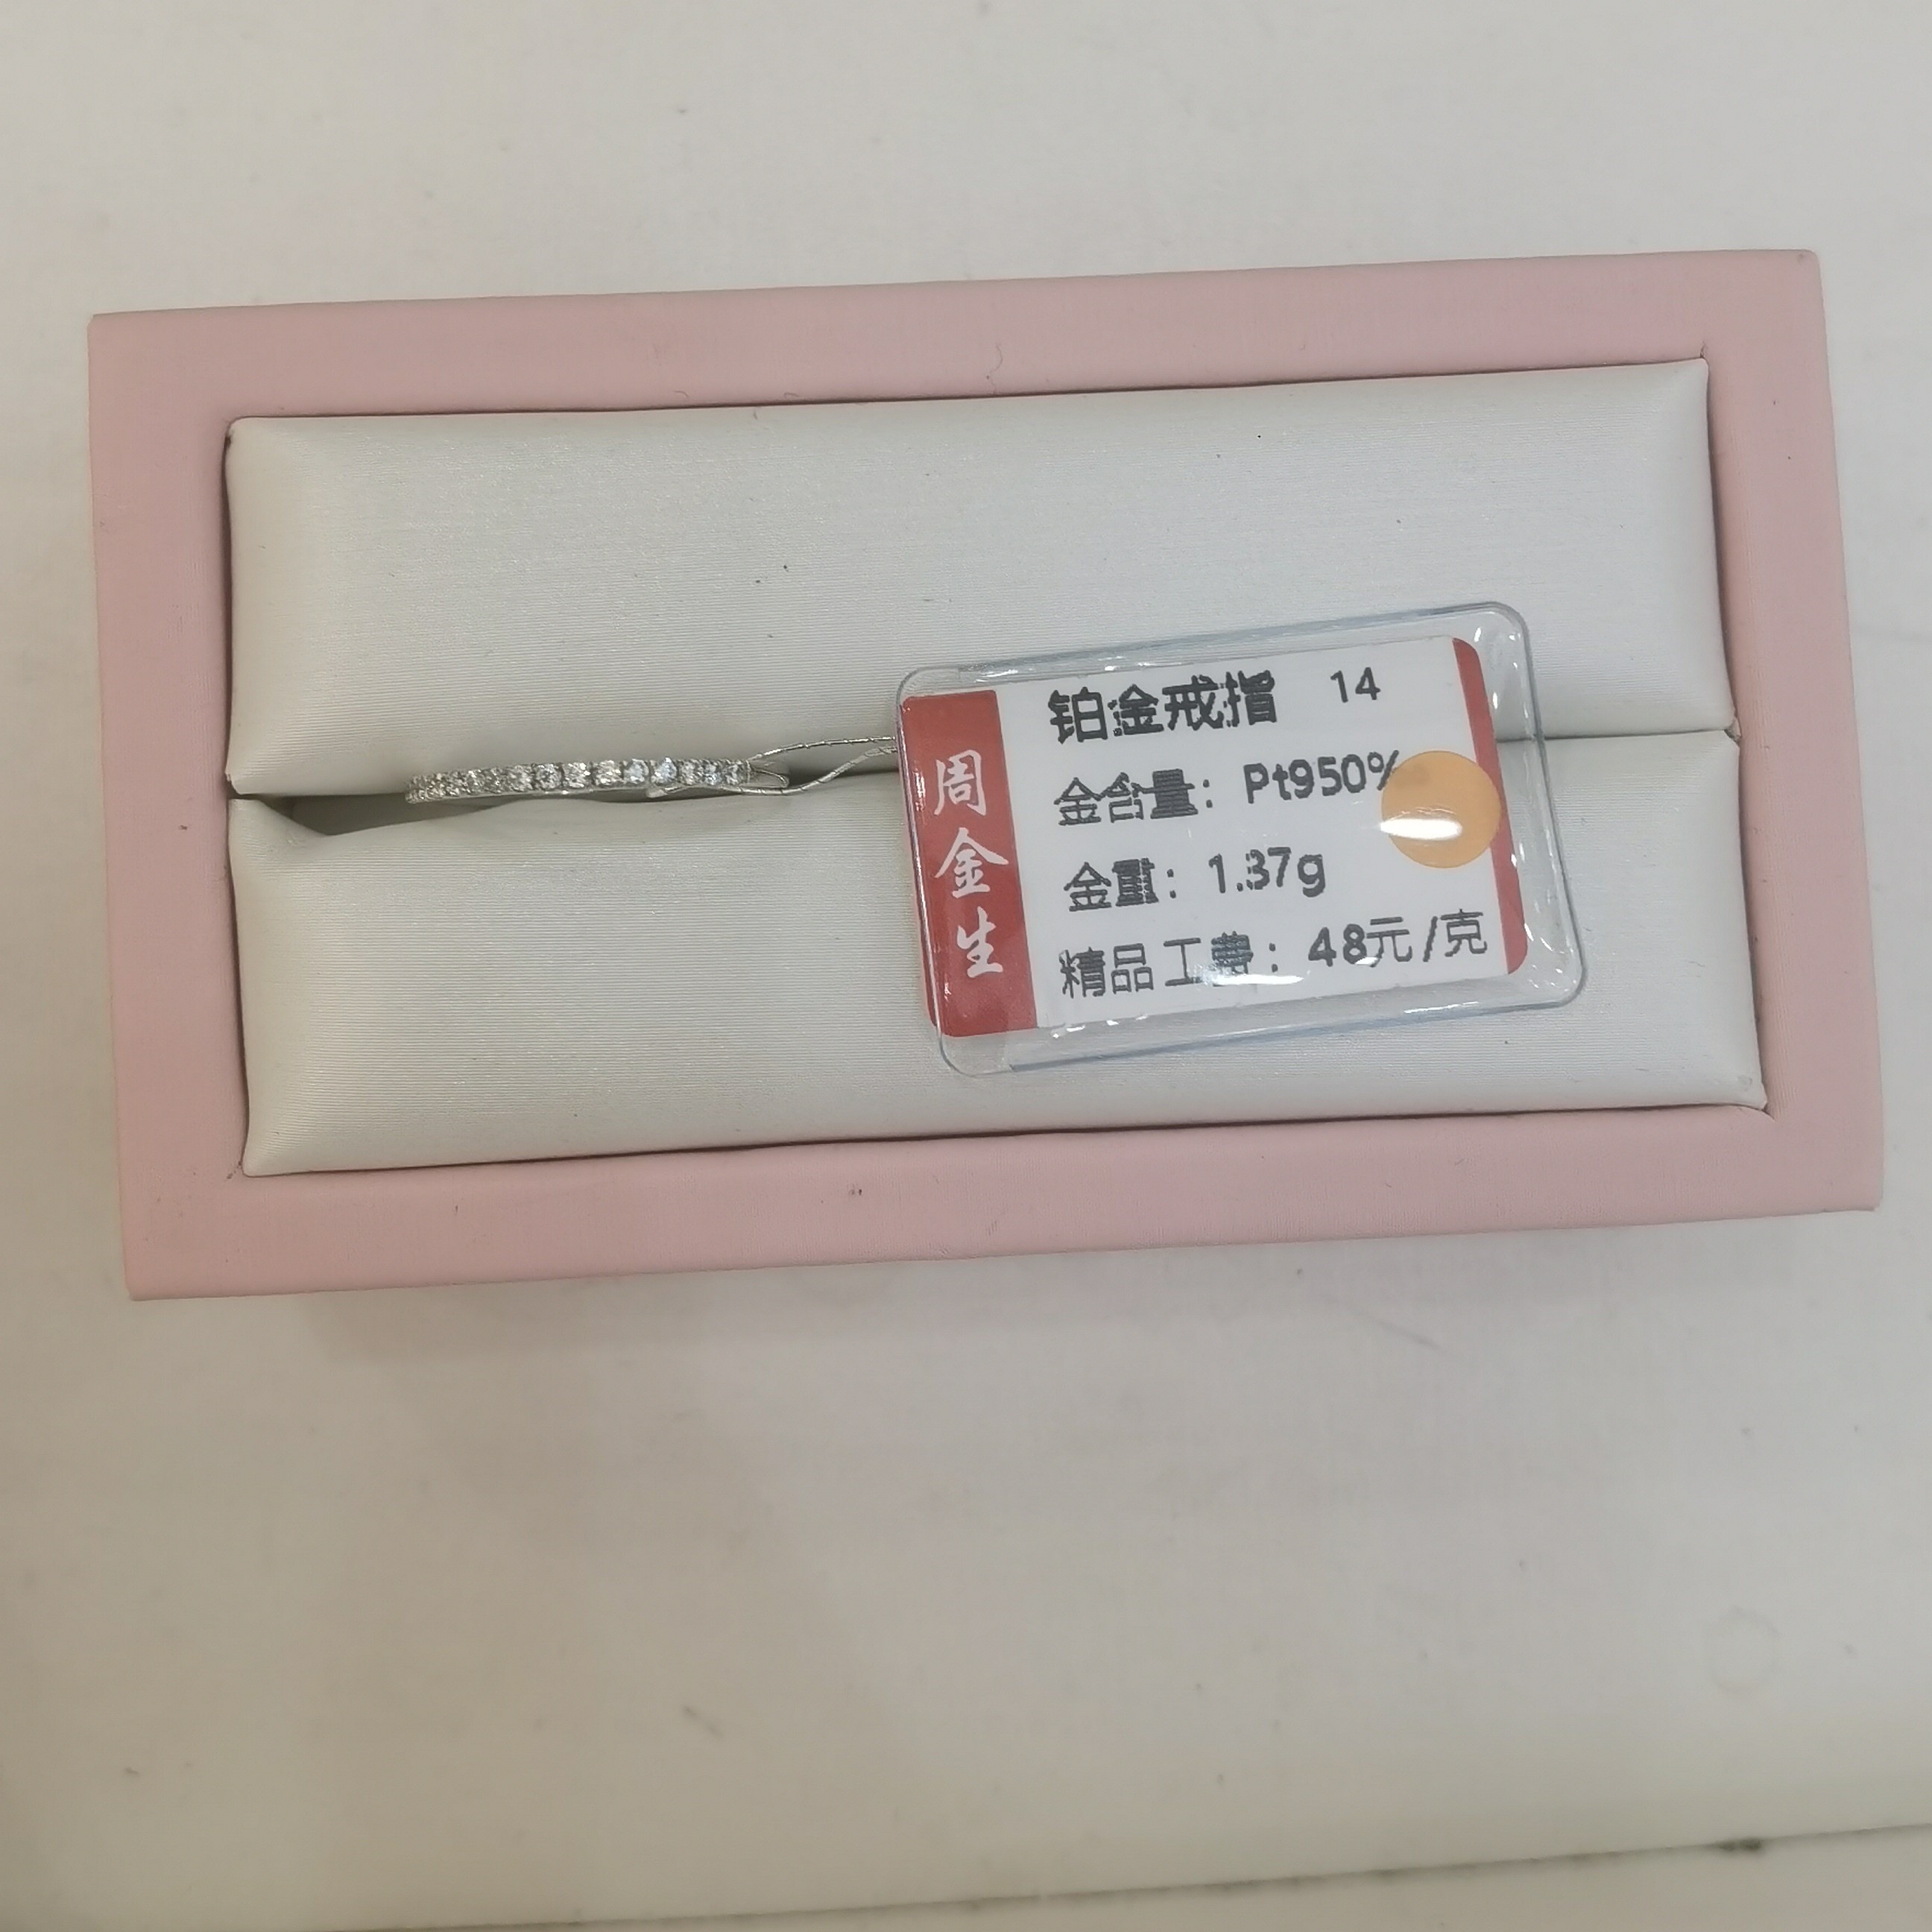 周金生
铂金戒指 14
金含量：Pt950%
金重：1.37g
精品工费：48元/克